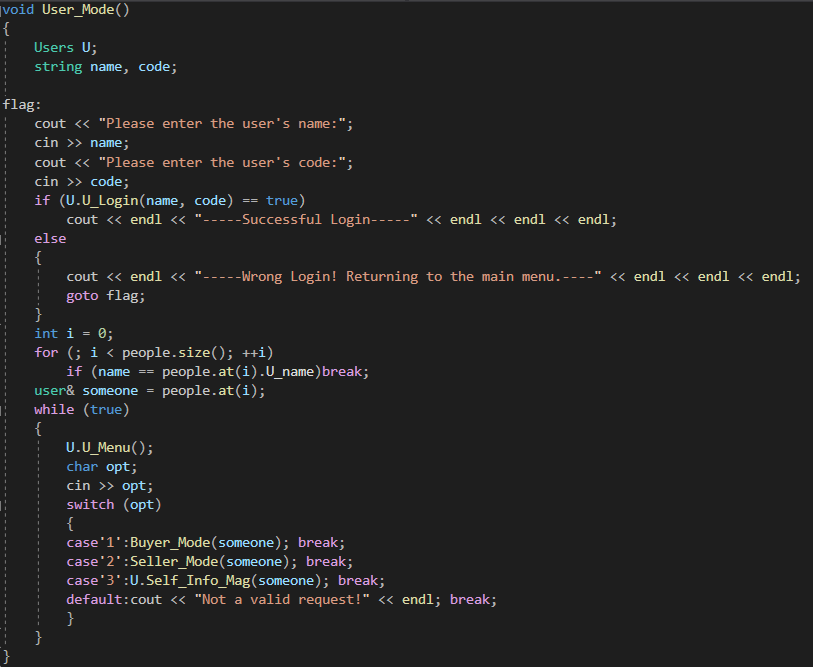 void User_Mode()
{
    Users U;
    string name, code;

flag:
    cout << "Please enter the user's name:";
    cin >> name;
    cout << "Please enter the user's code:";
    cin >> code;
    if (U.U_Login(name, code) == true)
        cout << endl << "-----Successful Login-----" << endl << endl << endl;
    else
    {
        cout << endl << "-----Wrong Login! Returning to the main menu.----" << endl << endl << endl;
        goto flag;
    }
    int i = 0;
    for (; i < people.size(); ++i)
        if (name == people.at(i).U_name)break;
    user& someone = people.at(i);
    while (true)
    {
        U.U_Menu();
        char opt;
        cin >> opt;
        switch (opt)
        {
        case'1':Buyer_Mode(someone); break;
        case'2':Seller_Mode(someone); break;
        case'3':U.Self_Info_Mag(someone); break;
        default:cout << "Not a valid request!" << endl; break;
        }
    }
}